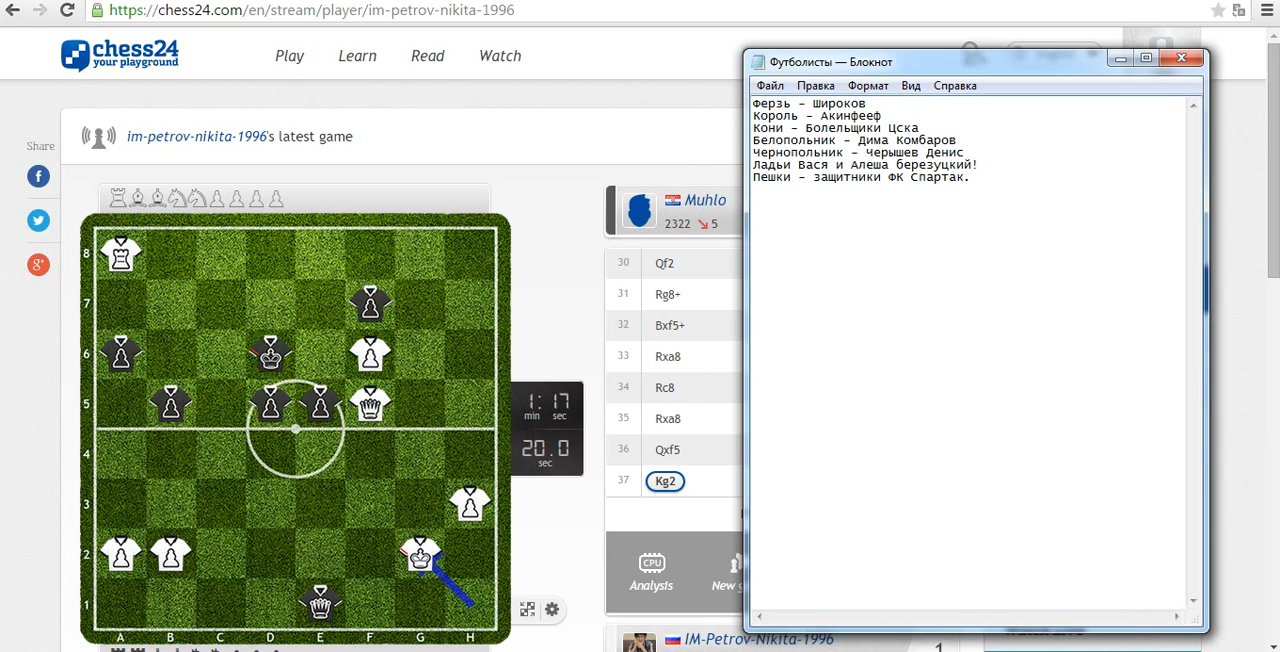 https://chess24.com/en/stream/player/im-petrov-nikita-1996
chess24
your playground
Play
Learn
Read
Watch
Share
im-petrov-nikita-1996's latest game
Muhlo
2322
5
8
7
6
5
4
3
2
1
A B C D E F G H
1:17
min sec
20.0
sec
30 Qf2
31 Rg8+
32 Bxf5+
33 Rxa8
34 Rc8
35 Rxa8
36 Qxf5
37 Kg2
CPU
Analysis
New
IM-Petrov-Nikita-1996
1
Футболисты — Блокнот
Файл Правка Формат Вид Справка
Ферзь - Широков
Король - Акинфееф
Кони - Болельщики Цска
Белопольник - Дима Комбаров
Чернопольник - Черышев Денис
Ладьи Вася и Алеша березуцкий!
Пешки - защитники ФК Спартак.